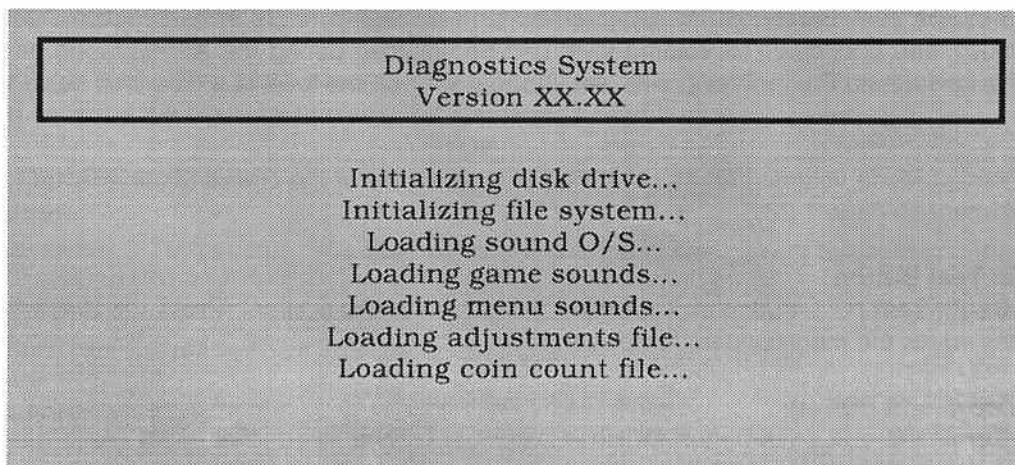 Diagnostics System
Version XX.XX
Initializing disk drive...
Initializing file system...
Loading sound O/S...
Loading game sounds...
Loading menu sounds...
Loading adjustments file...
Loading coin count file...